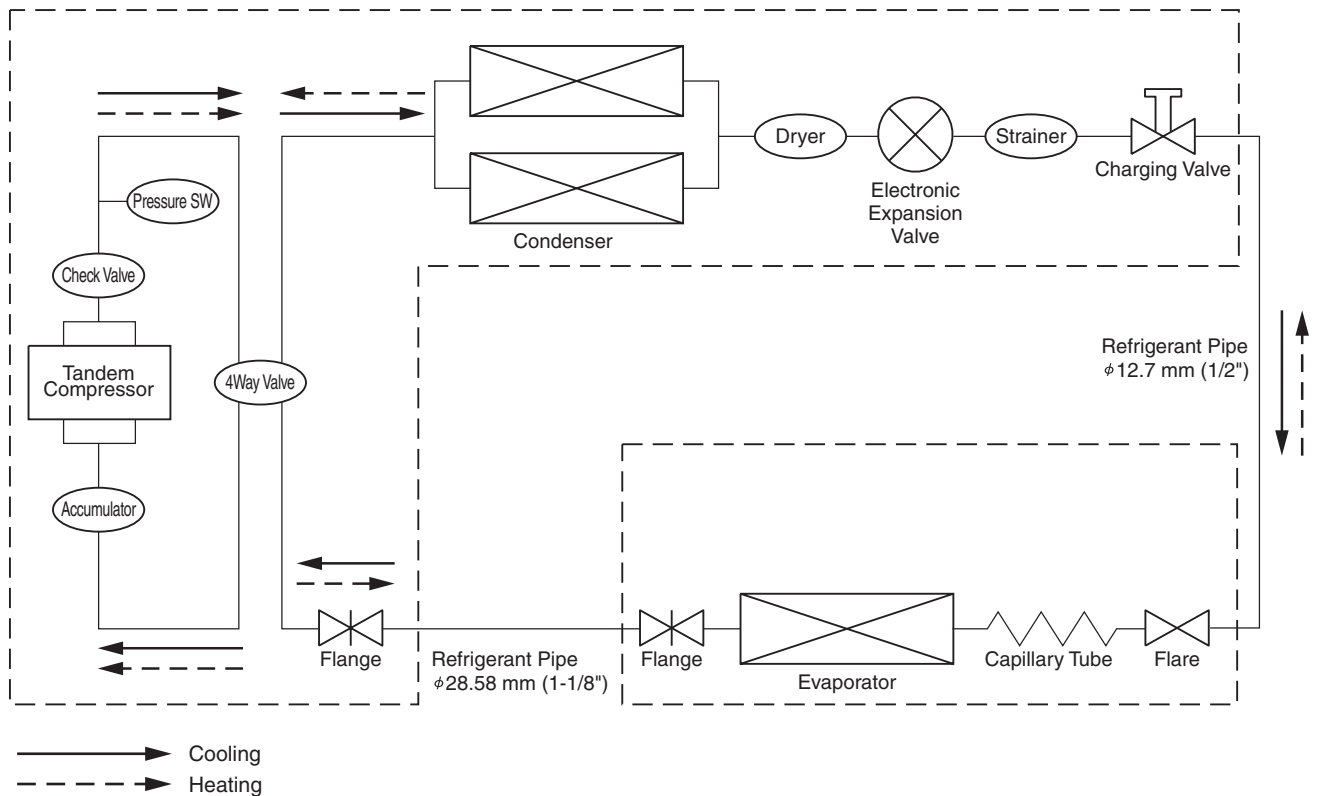 Pressure SW
Check Valve
Tandem
Compressor
Accumulator
4Way Valve
Condenser
Dryer
Electronic
Expansion
Valve
Strainer
Charging Valve
Refrigerant Pipe
ϕ12.7 mm (1/2")
Flange
Refrigerant Pipe
ϕ28.58 mm (1-1/8")
Flange
Evaporator
Capillary Tube
Flare
Cooling
Heating